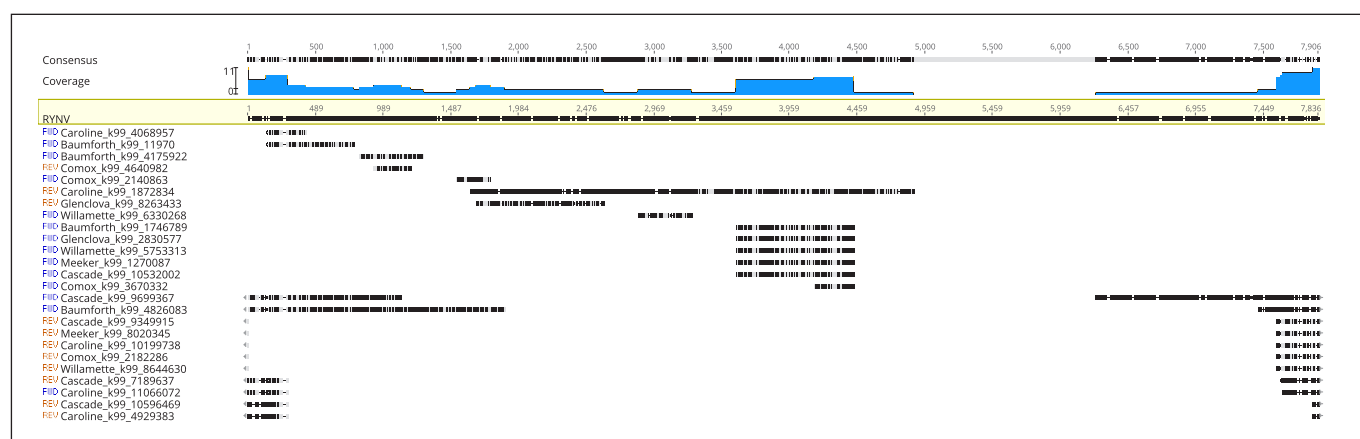 1 500 1,000 1,500 2,000 2,500 3,000 3,500 4,000 4,500 5,000 5,500 6,000 6,500 7,000 7,500 7,906
Consensus
Coverage 11
0
1 489 989 1,487 1,984 2,476 2,969 3,459 3,959 4,459 4,959 5,459 5,959 6,457 6,957 7,449 7,836
RYNV
FWD Caroline_k99_4068957
FWD Baumforth_k99_11970
FWD Baumforth_k99_4175922
REV Comox_k99_4640982
FWD Comox_k99_2140863
REV Caroline_k99_1872834
REV Glenclova_k99_8263433
FWD Willamette_k99_6330268
FWD Baumforth_k99_1746789
FWD Glenclova_k99_2830577
FWD Willamette_k99_5753313
FWD Meeker_k99_1270087
FWD Cascade_k99_10532002
FWD Comox_k99_3670332
FWD Cascade_k99_9699367
FWD Baumforth_k99_4826083
REV Cascade_k99_9349915
REV Meeker_k99_8020345
REV Caroline_k99_10199738
REV Comox_k99_2182286
REV Willamette_k99_8644630
REV Cascade_k99_7189637
FWD Caroline_k99_11066072
REV Cascade_k99_10596469
REV Caroline_k99_4929383